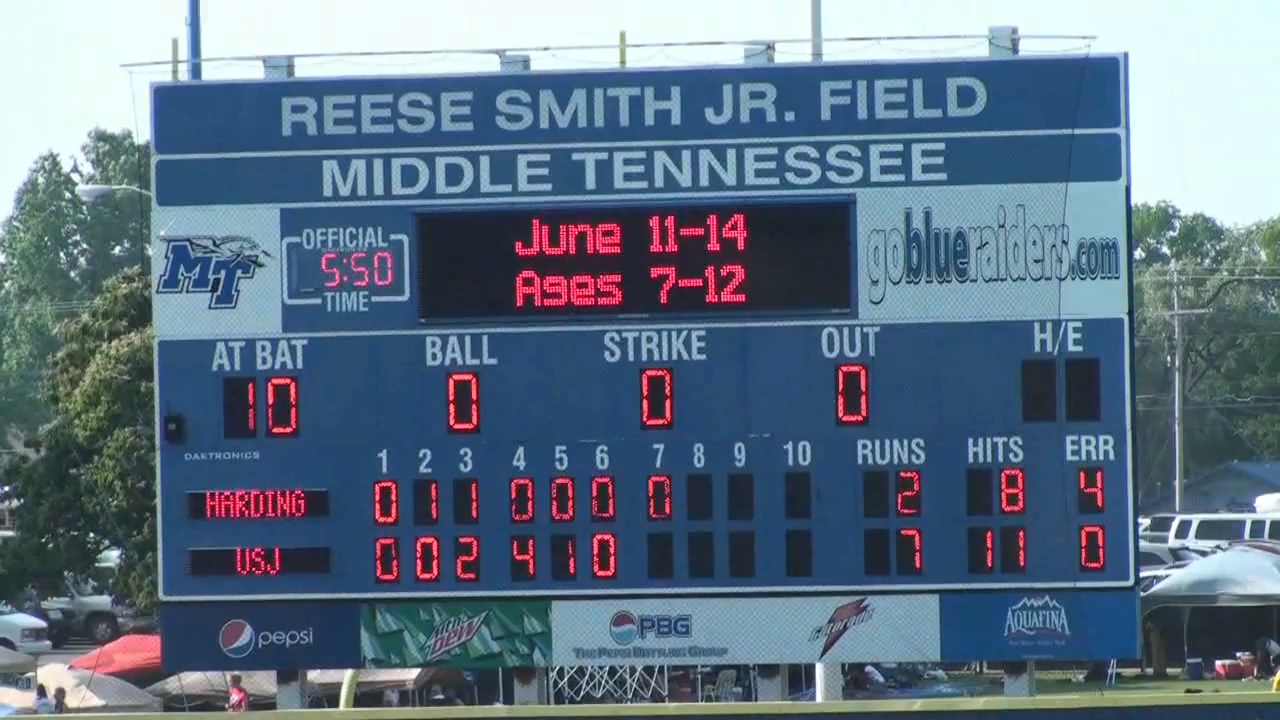 REESE SMITH JR. FIELD
MIDDLE TENNESSEE
MT
OFFICIAL
5:50
TIME
June 11-14
Ages 7-12
goblueraiders.com
AT BAT BALL STRIKE OUT H/E
10 0 0 0
DAKTRONICS
1 2 3 4 5 6 7 8 9 10 RUNS HITS ERR
HARDING 0 1 1 0 0 0 0 2 8 4
USJ 0 0 2 4 1 0 7 11 0
pepsi
Mtn DEW
PBG
THE PEPSI BOTTLING GROUP
Gatorade
AQUAFINA